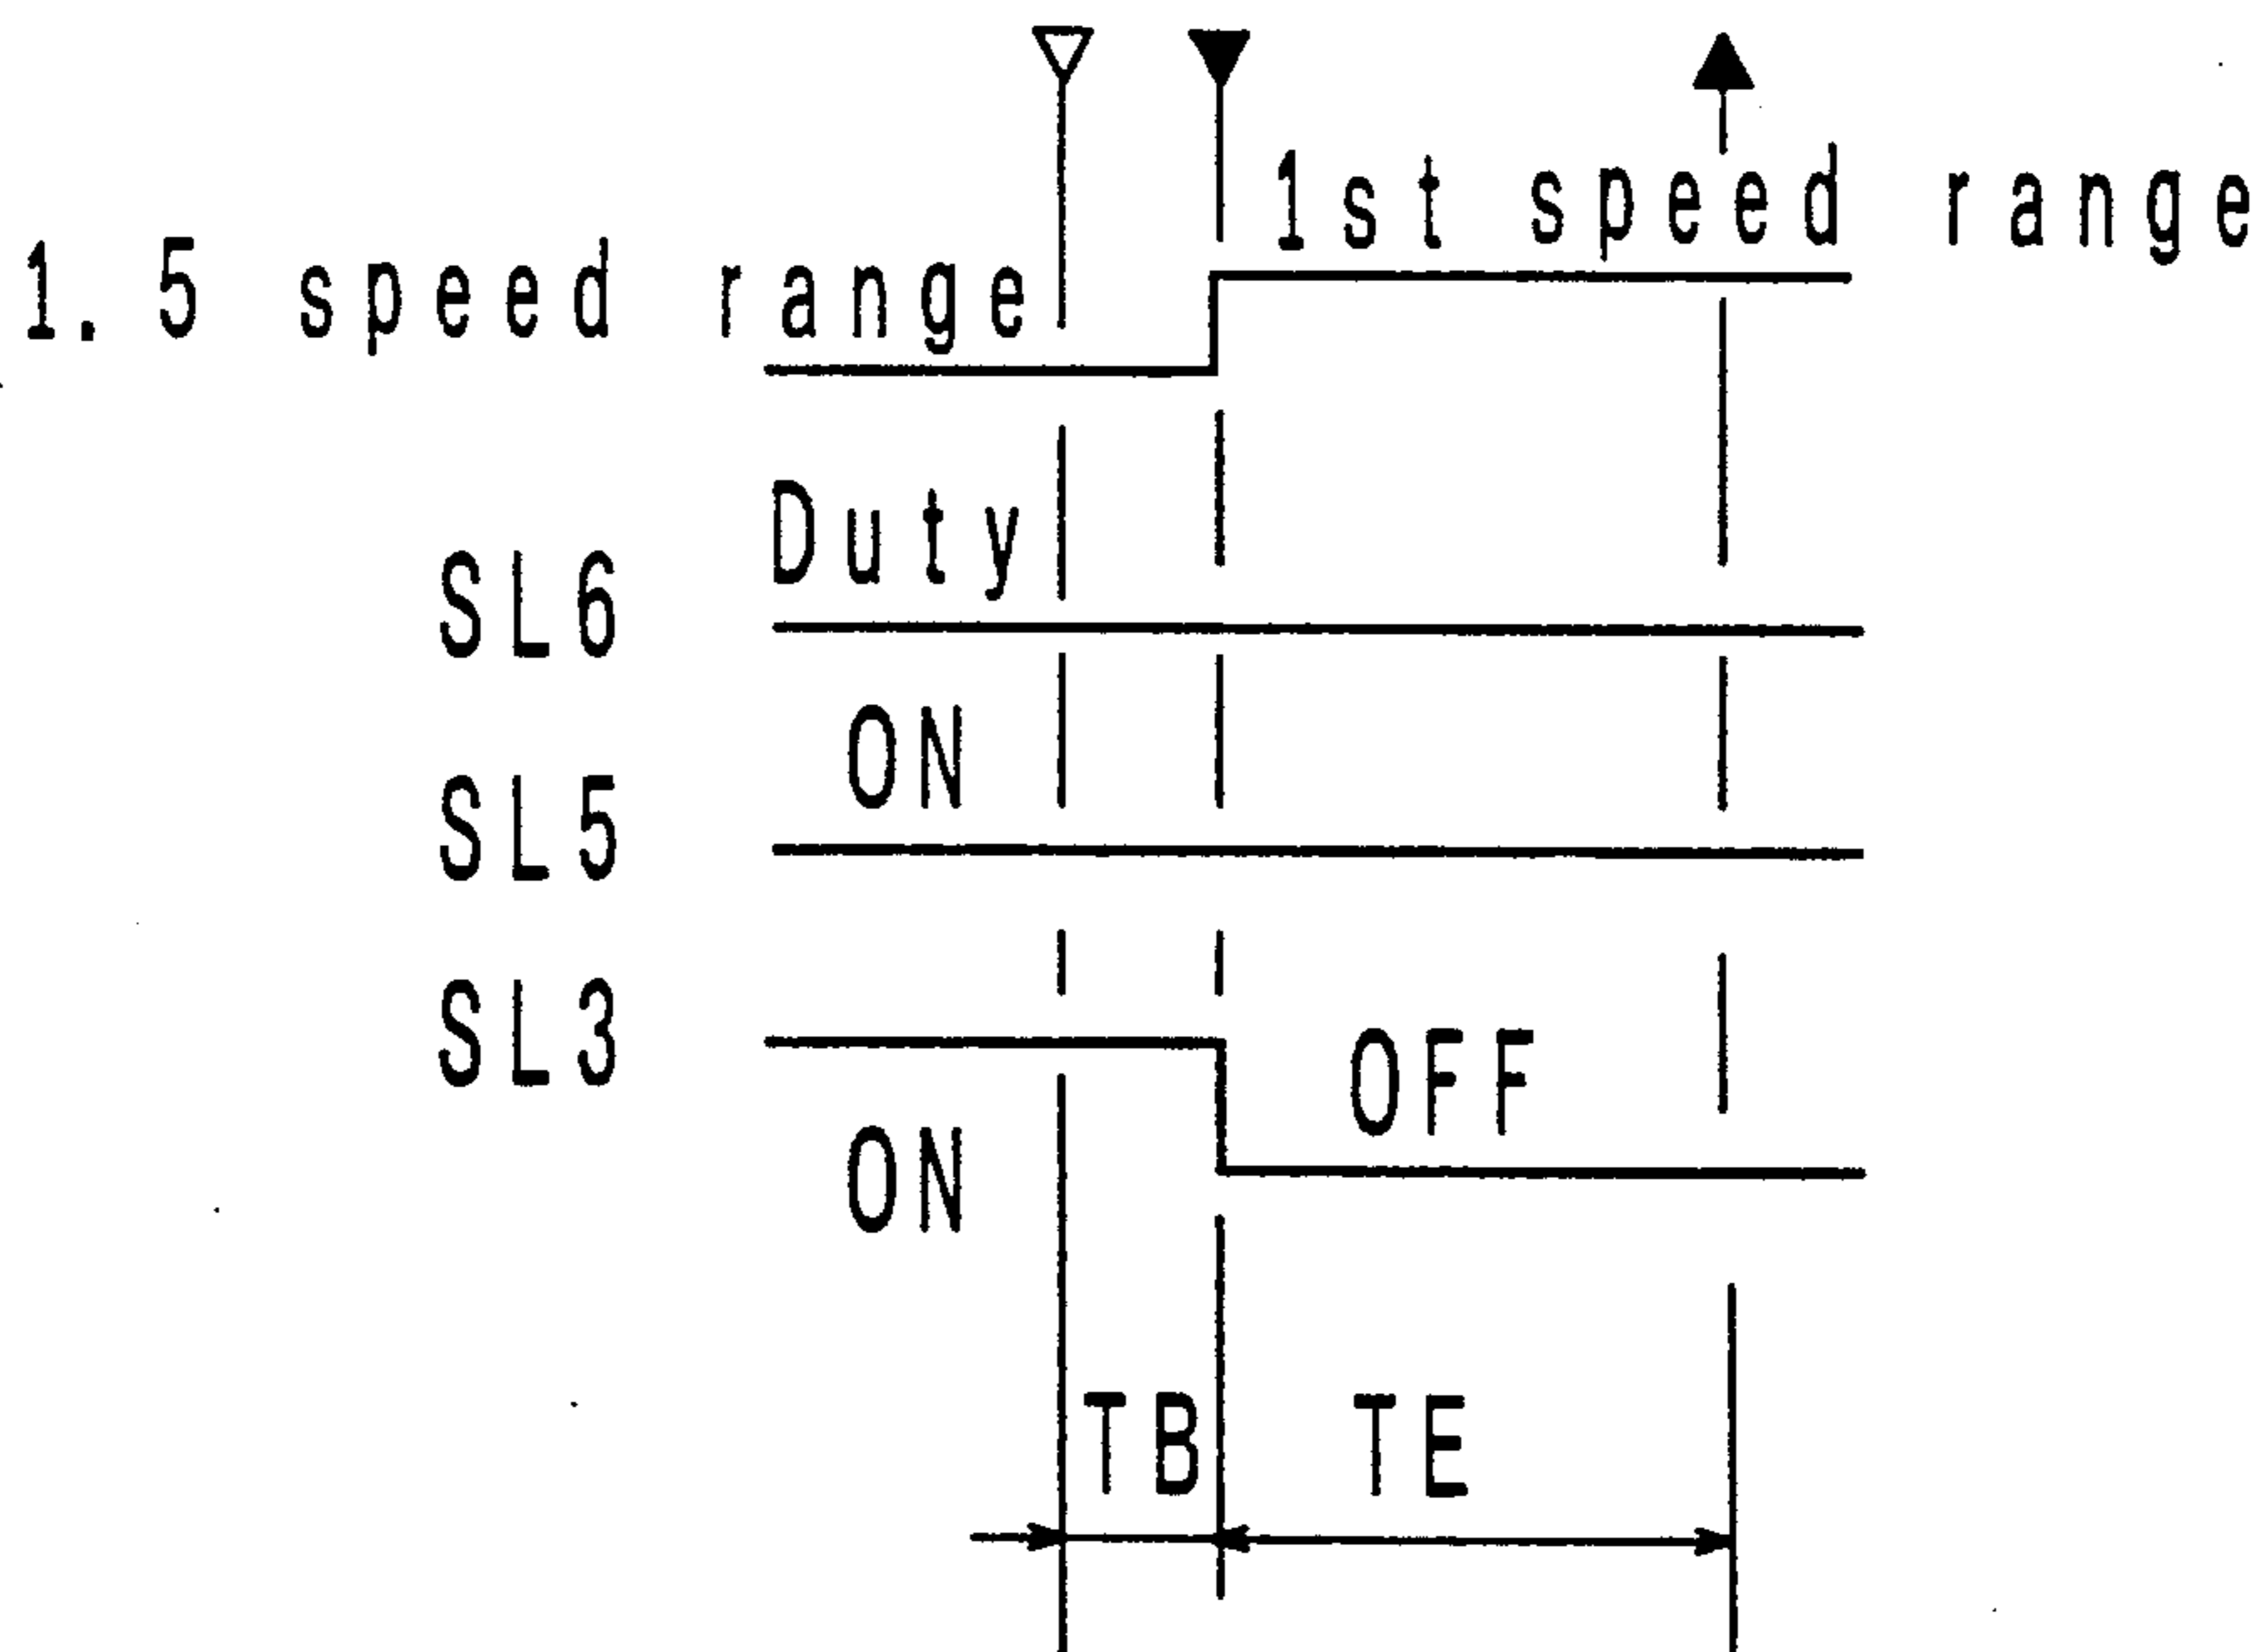 1st speed range
1.5 speed range
Duty
SL6
ON
SL5
SL3
OFF
ON
TB TE